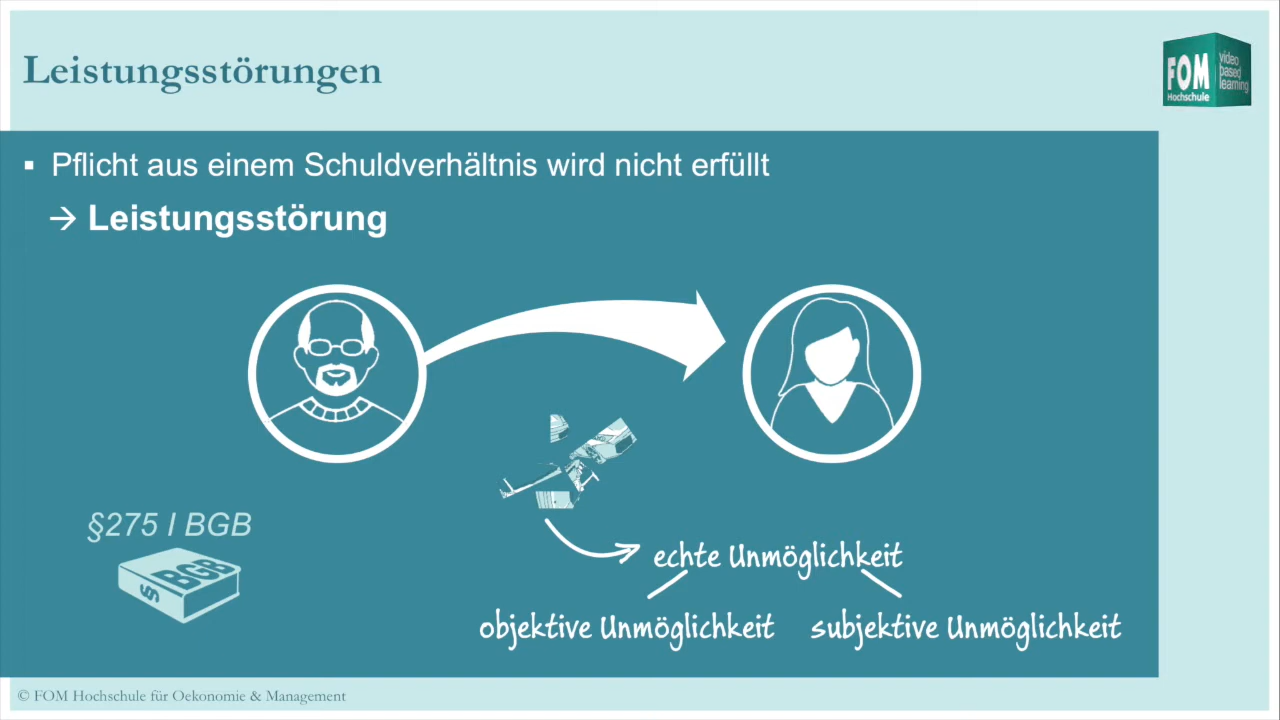 Leistungsstörungen
FOM
Hochschule
video
based
learning
▪ Pflicht aus einem Schuldverhältnis wird nicht erfüllt
→ Leistungsstörung
§275 I BGB
§ BGB
echte Unmöglichkeit
objektive Unmöglichkeit subjektive Unmöglichkeit
© FOM Hochschule für Oekonomie & Management